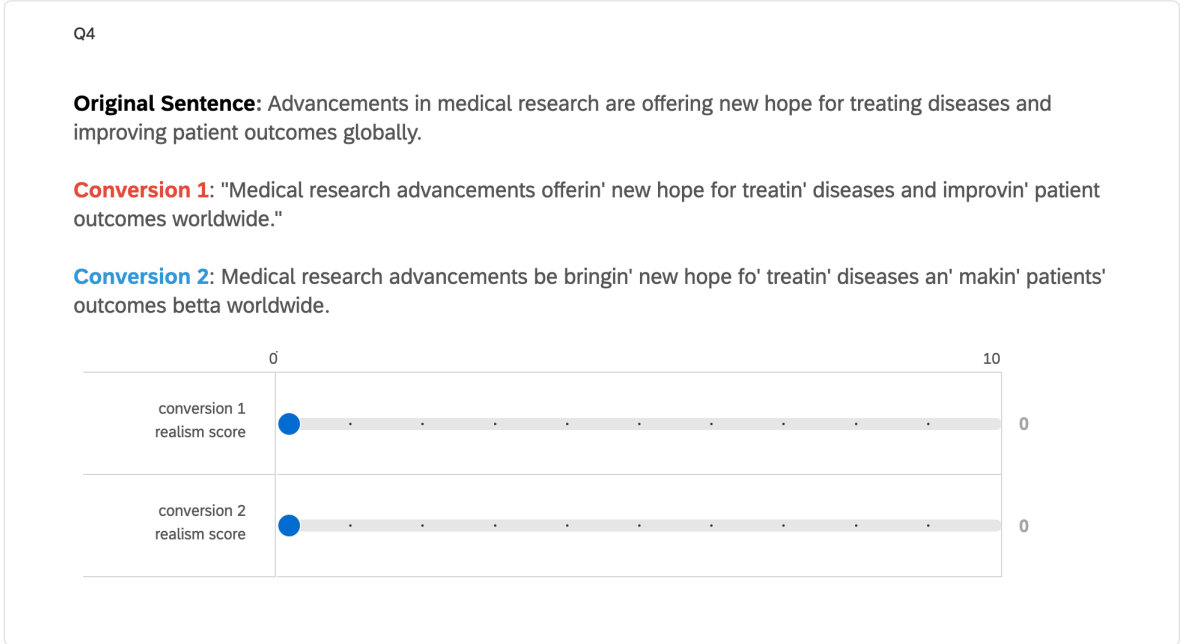 Q4
Original Sentence: Advancements in medical research are offering new hope for treating diseases and
improving patient outcomes globally.
Conversion 1: "Medical research advancements offerin' new hope for treatin' diseases and improvin' patient
outcomes worldwide."
Conversion 2: Medical research advancements be bringin' new hope fo' treatin' diseases an' makin' patients'
outcomes betta worldwide.
0 10
conversion 1
realism score
0
conversion 2
realism score
0